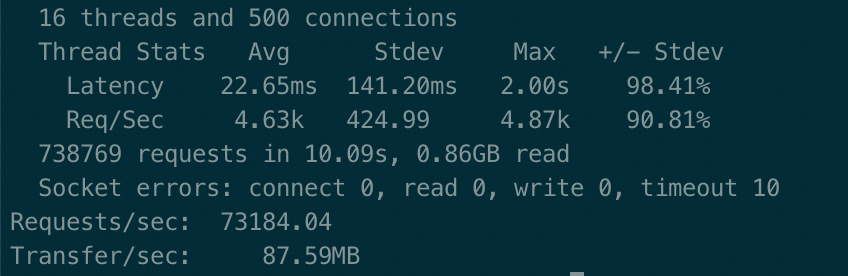 16 threads and 500 connections
Thread Stats   Avg      Stdev     Max   +/- Stdev
Latency    22.65ms  141.20ms   2.00s    98.41%
Req/Sec     4.63k   424.99     4.87k    90.81%
738769 requests in 10.09s, 0.86GB read
Socket errors: connect 0, read 0, write 0, timeout 10
Requests/sec:  73184.04
Transfer/sec:     87.59MB